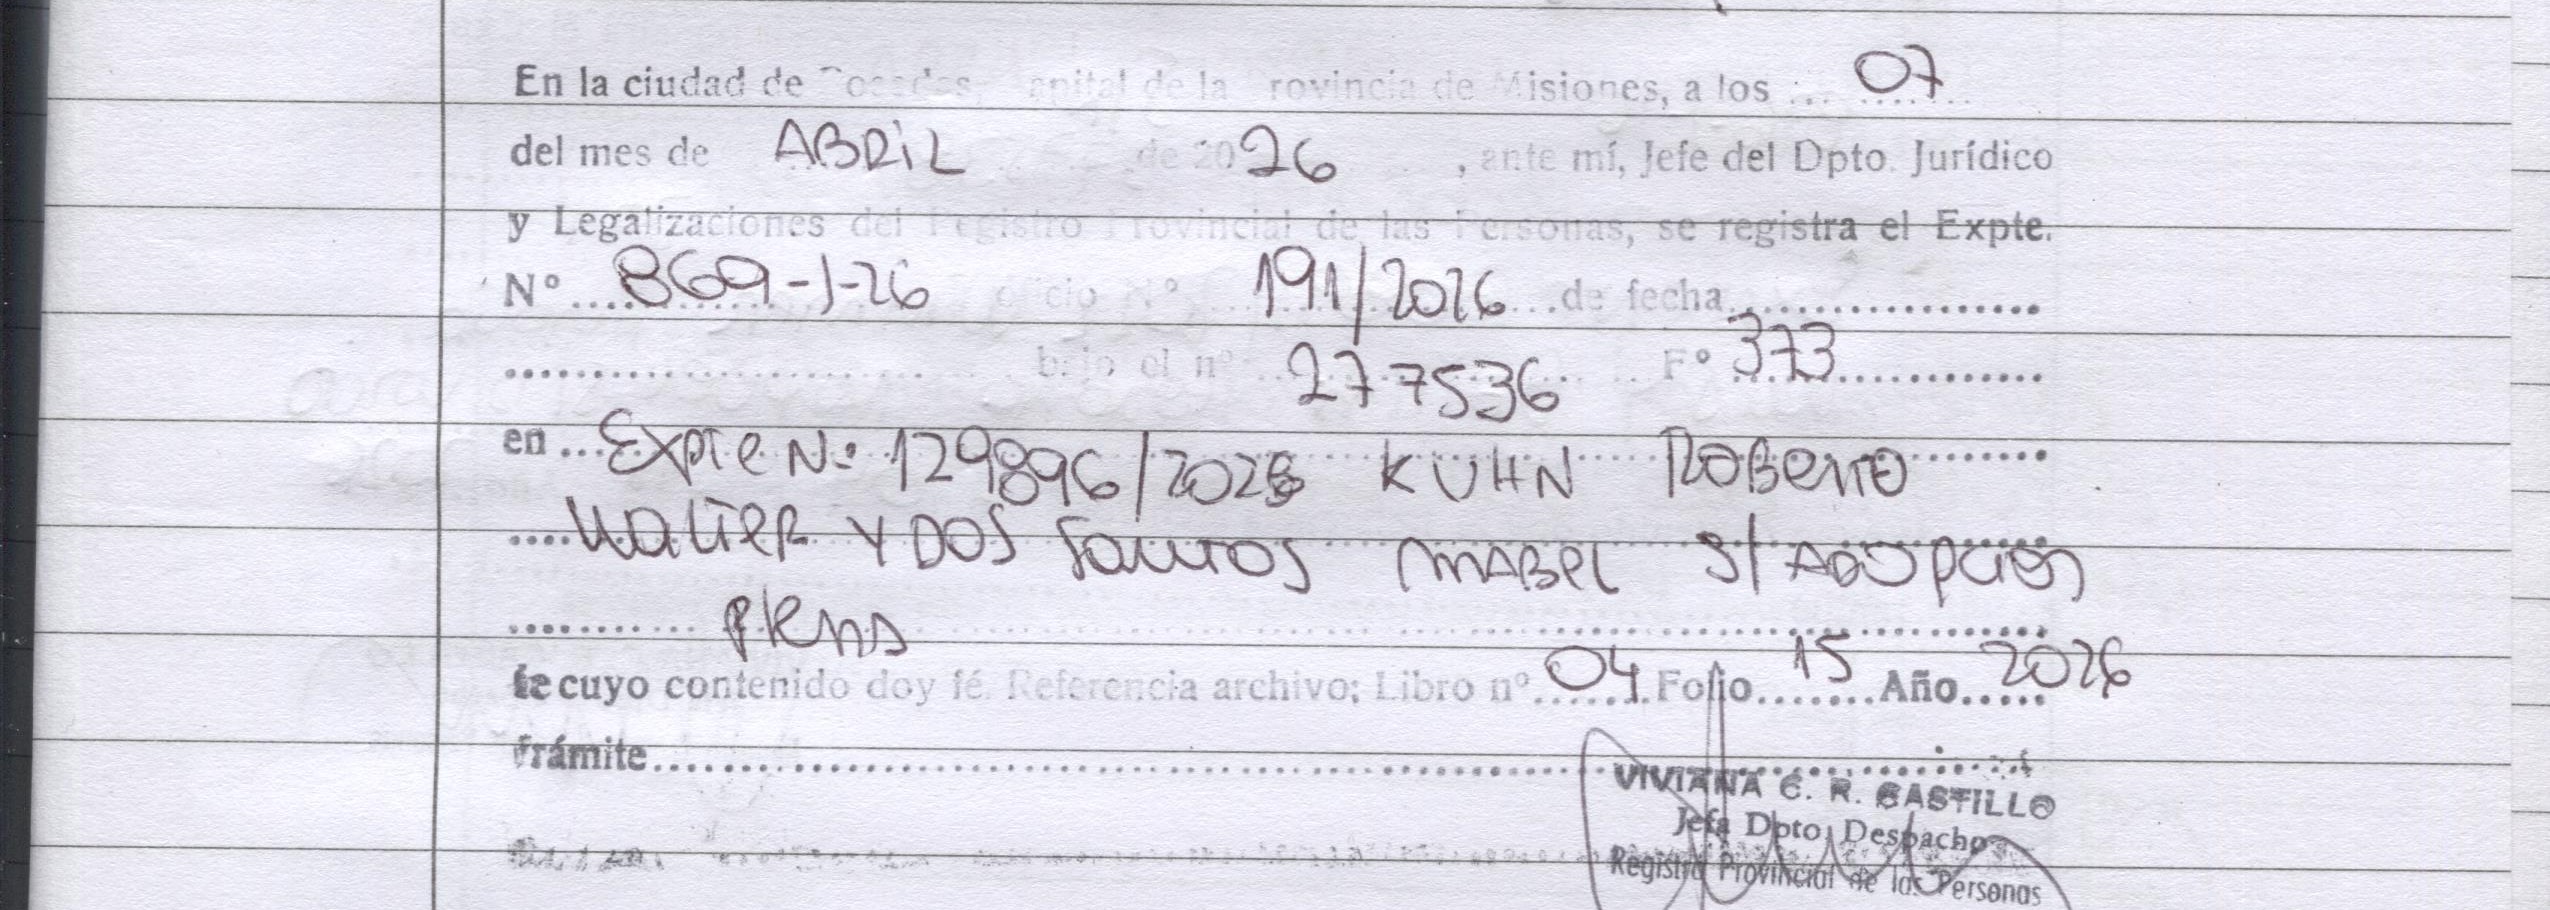 En la ciudad de Posadas, Capital de la Provincia de Misiones, a los ... 07
del mes de ABRIL de 2026, ante mí, Jefe del Dpto. Jurídico
y Legalizaciones del Registro Provincial de las Personas, se registra el Expte.
N° .... 869-J-26 oficio N° 191/2026 ... de fecha ..................
.................... bajo el n° ... 277536 ... F° 373 ..............
en ... Expte N: 129896/2025 KUHN ROBERTO
.... WALTER Y DOS SANTOS MABEL S/ ADOPCION
.......... plena ....................
de cuyo contenido doy fé. Referencia archivo: Libro n° 04 Folio 15 Año 2026
Trámite ..............................
VIVIANA C. R. CASTILLO
Jefa Dpto. Despacho
Registro Provincial de las Personas